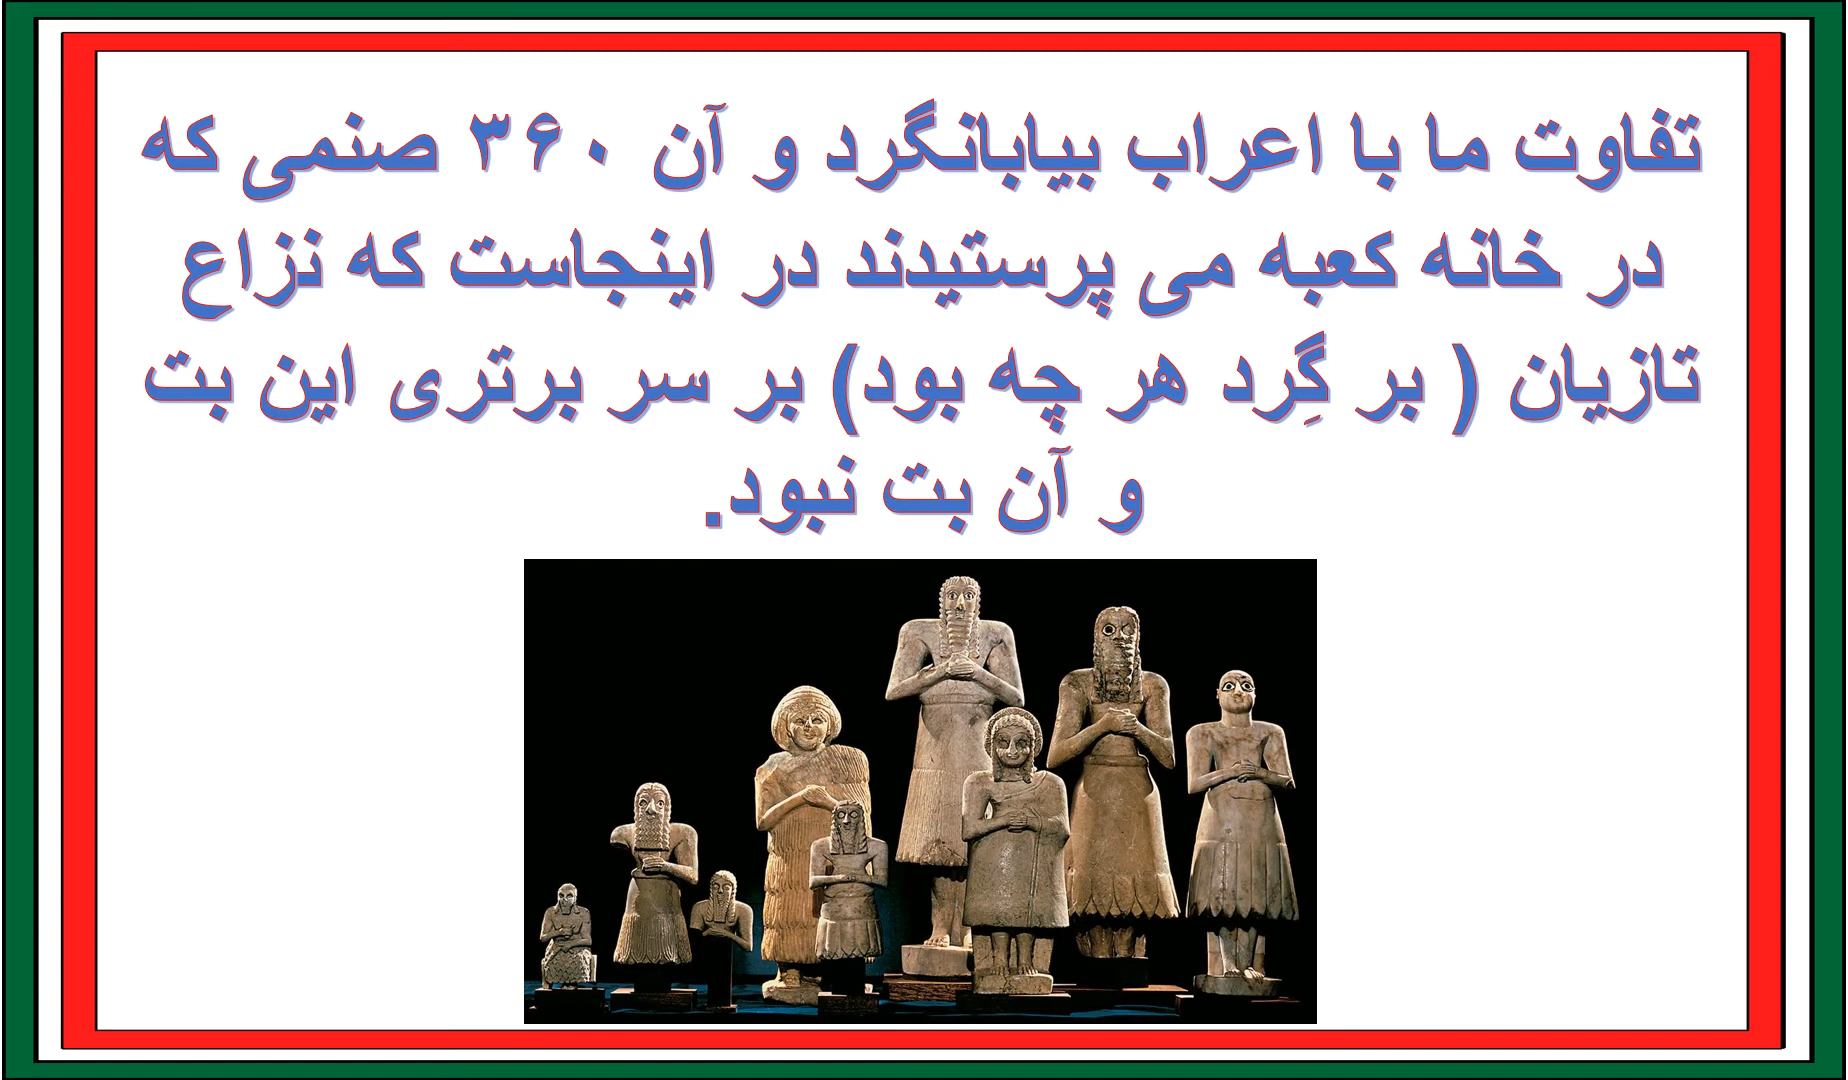 تفاوت ما با اعراب بیابانگرد و آن ۳۶۰ صنمی که
در خانه کعبه می پرستیدند در اینجاست که نزاع
تازیان ( بر گِرد هر چه بود) بر سر برتری این بت
و آن بت نبود.